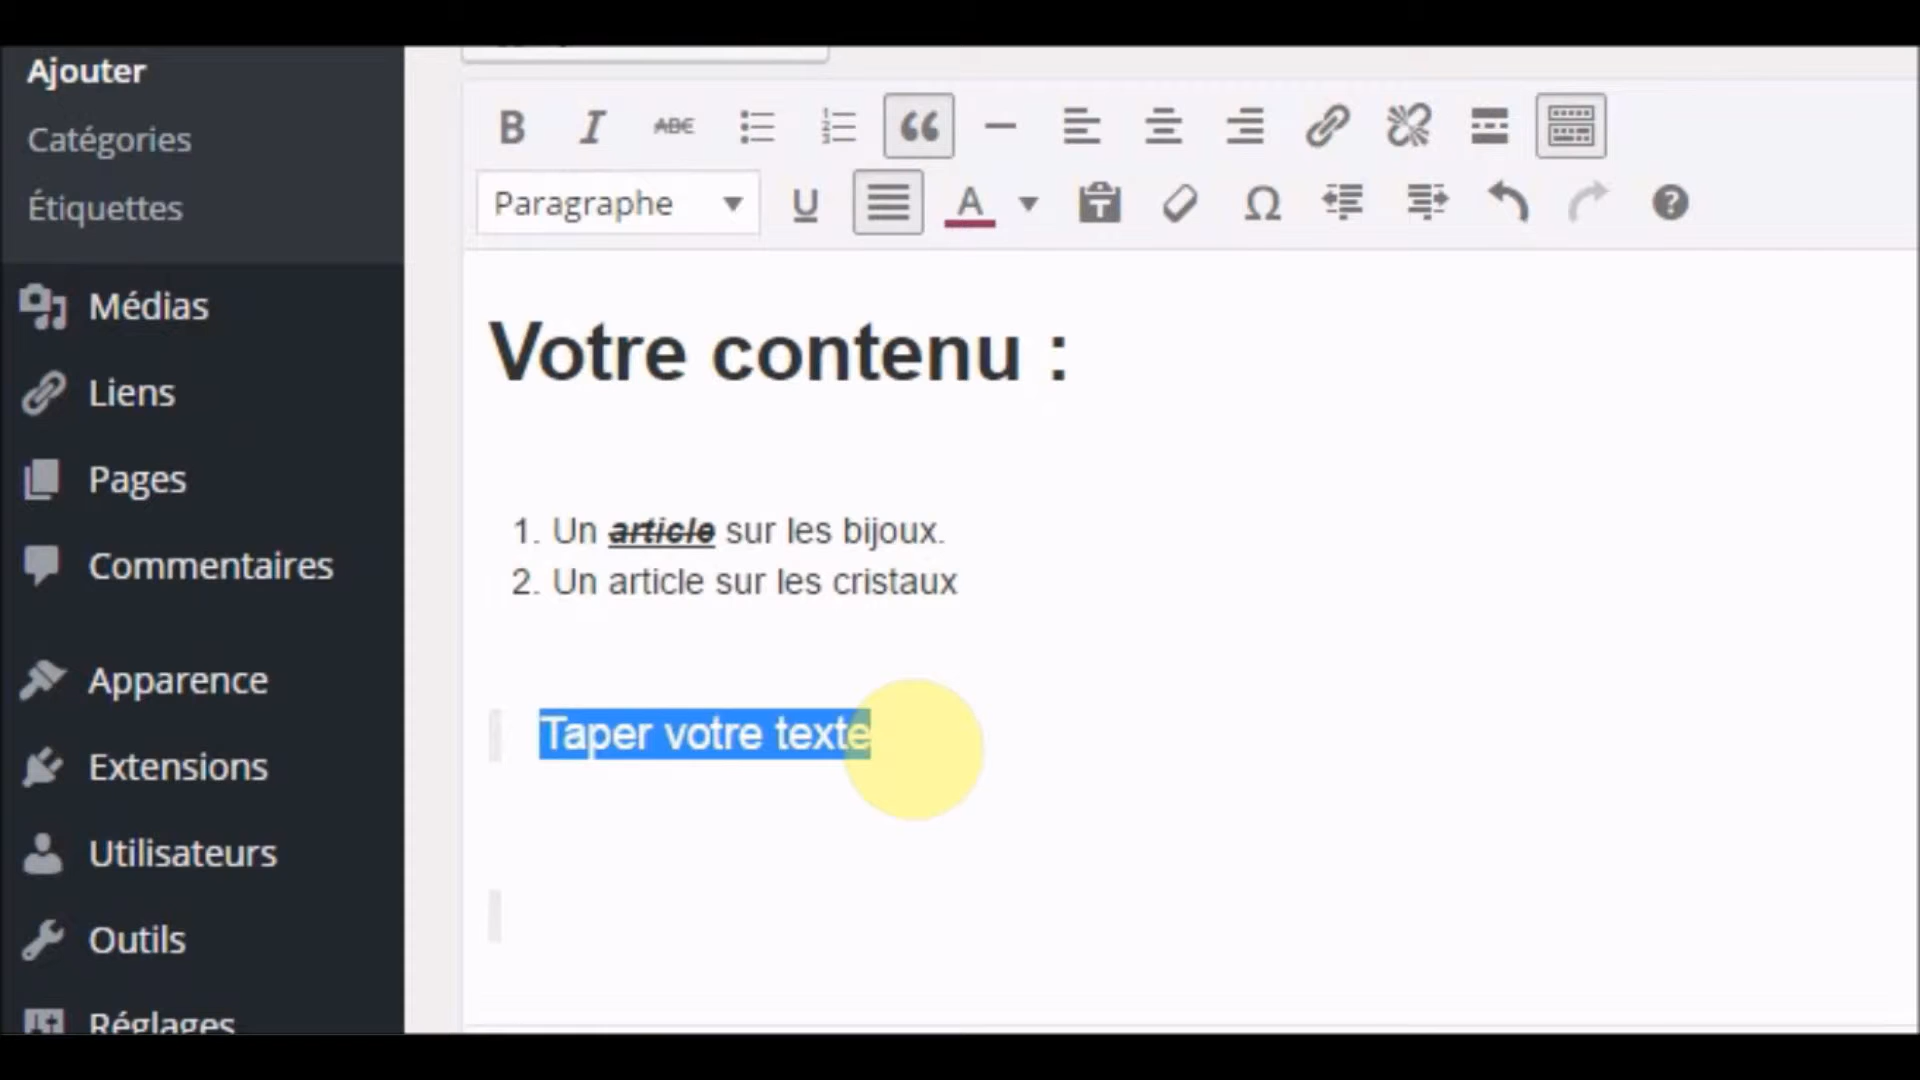 Ajouter
Catégories
Étiquettes
Médias
Liens
Pages
Commentaires
Apparence
Extensions
Utilisateurs
Outils
Réglages
B I ABC
Paragraphe U A T Ω ?
Votre contenu :
1. Un article sur les bijoux.
2. Un article sur les cristaux
Taper votre texte